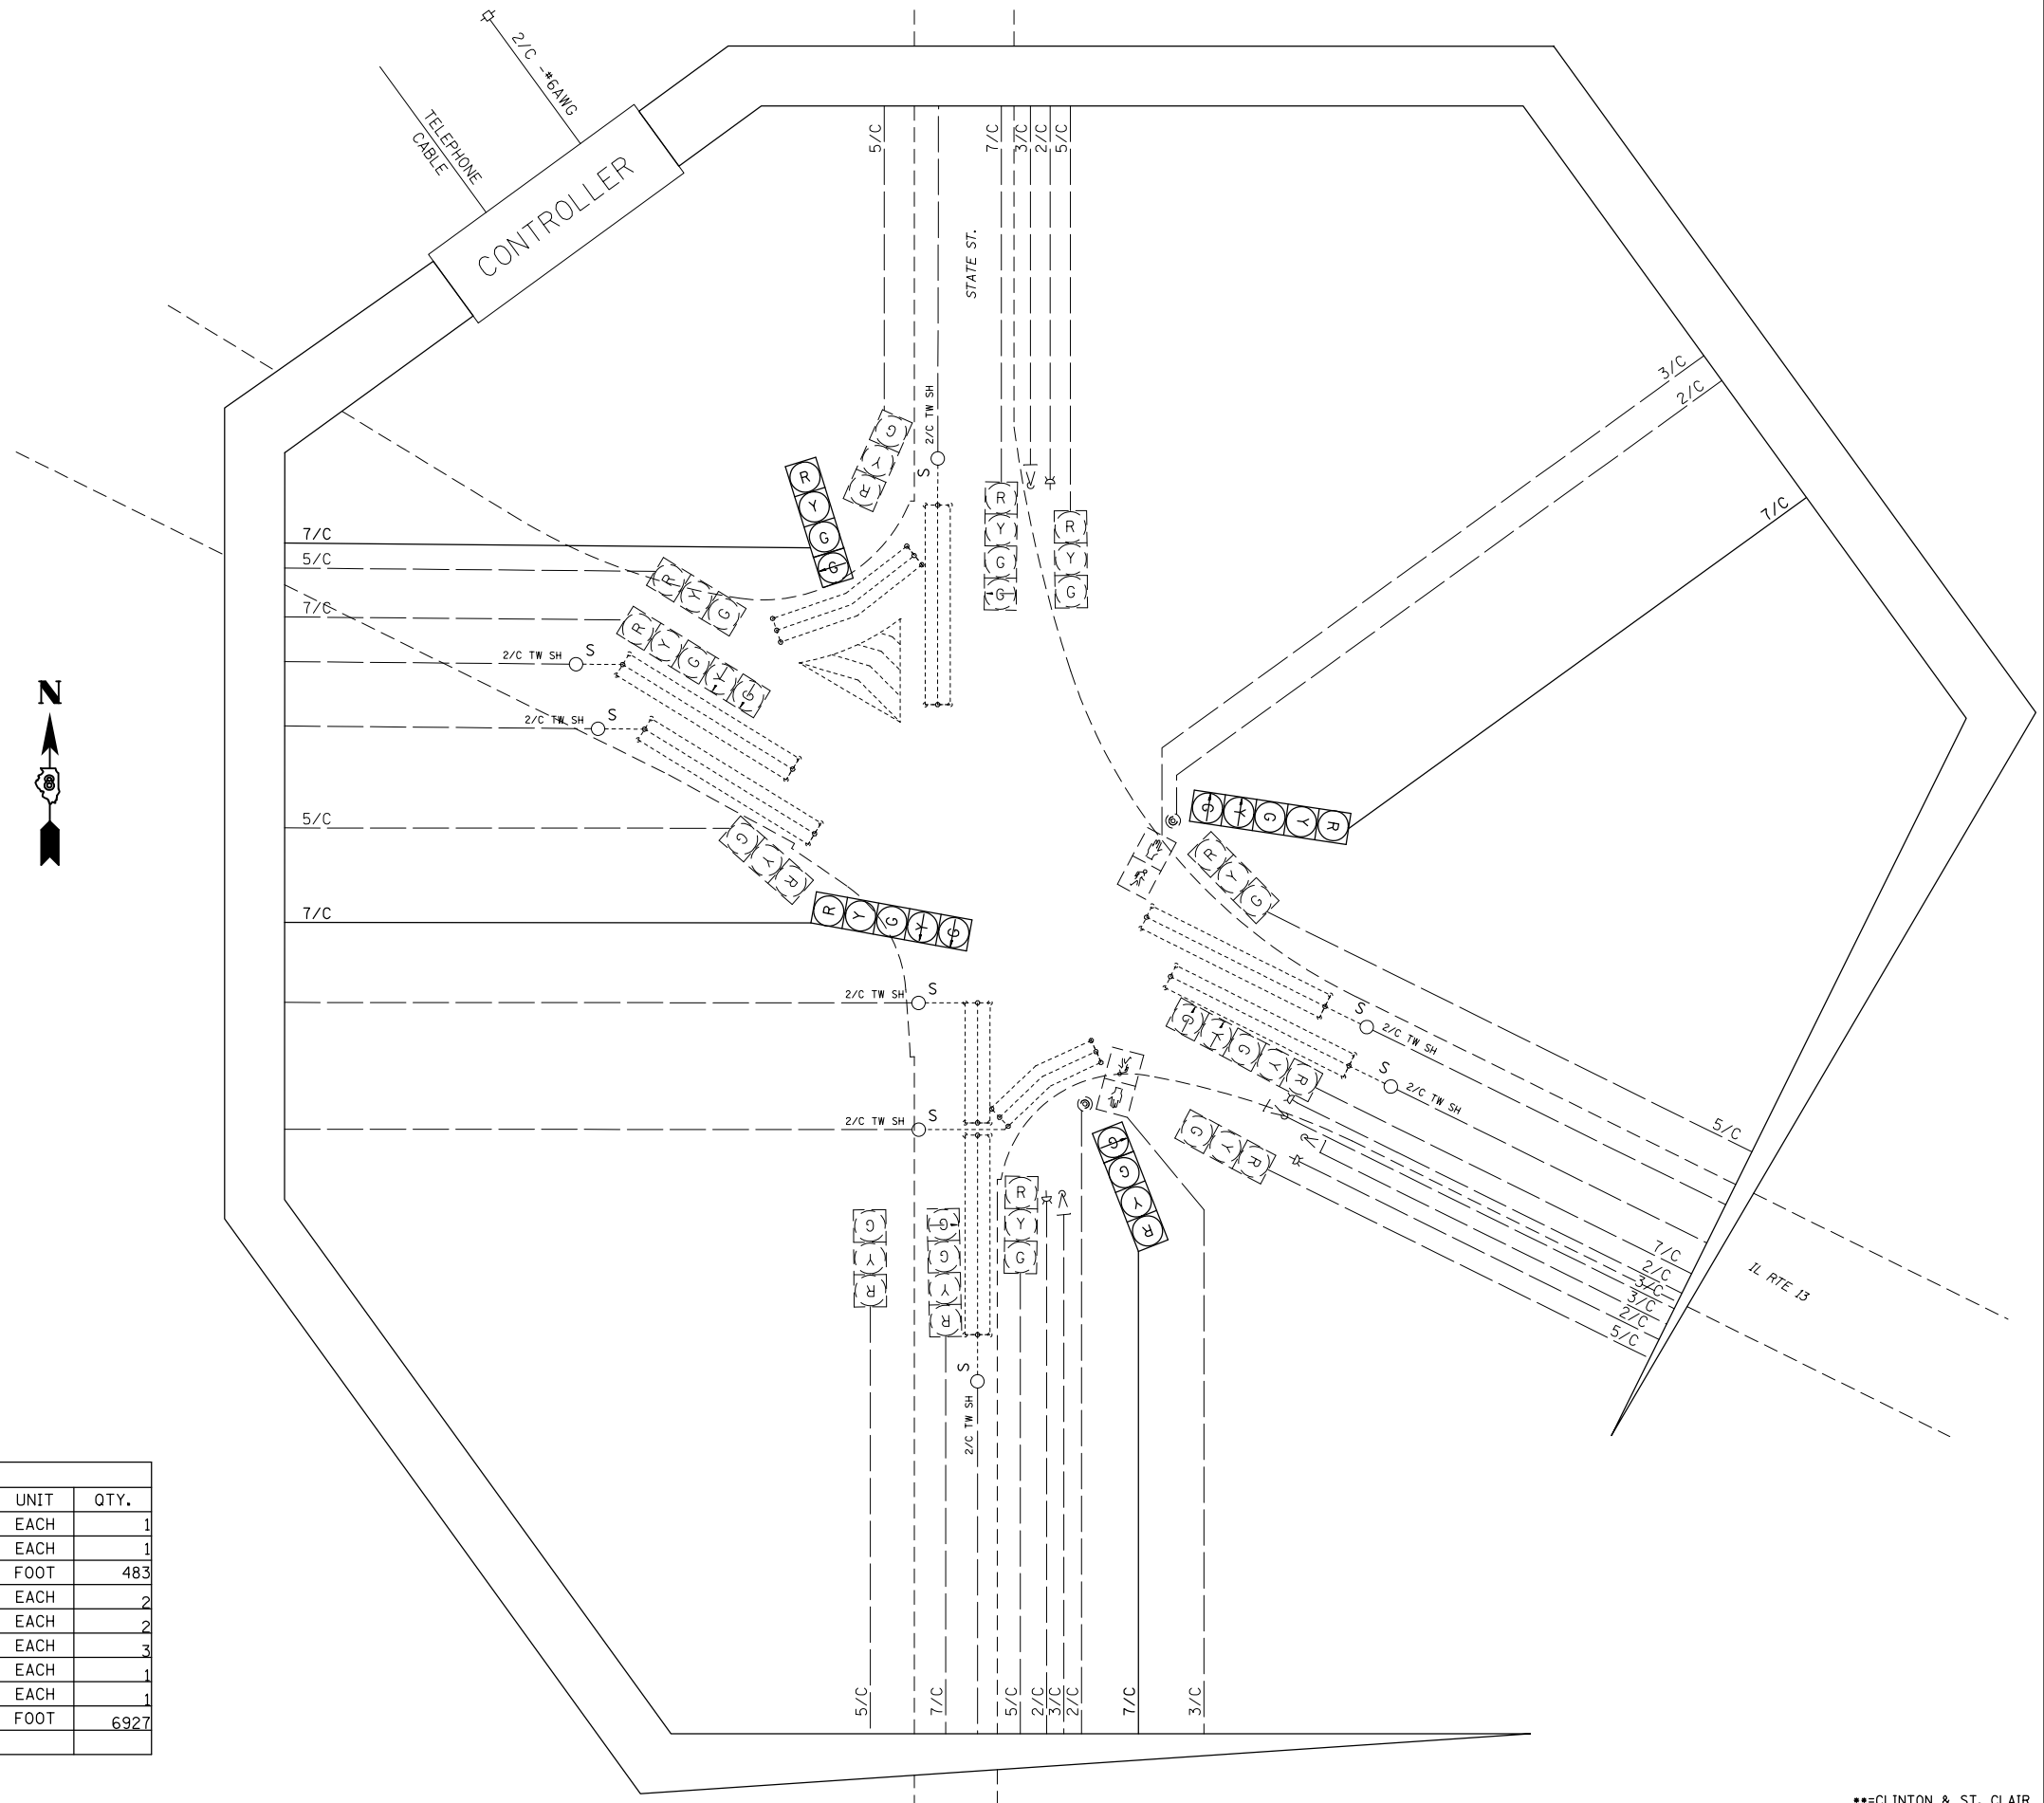 2/C -#6AWG
TELEPHONE
CABLE
CONTROLLER
5/C
7/C
3/C
2/C
5/C
STATE ST.
2/C TW SH
S
3/C
2/C
7/C
G
Y
R
R
Y
G
G
R
Y
G
G
R
Y
G
7/C
5/C
7/C
R Y G
R Y G Y G
2/C TW SH S
2/C TW SH S
5/C
G Y R
7/C
R Y G Y G
N
8
G Y G Y R
R Y G
2/C TW SH S
2/C TW SH S
G Y G Y R
G Y R
S
2/C TW SH
S
2/C TW SH
5/C
7/C
2/C
3/C
3/C
2/C
5/C
IL RTE 13
G
Y
R
G
G
Y
R
R
Y
G
G
G
Y
R
S
2/C TW SH
5/C
7/C
5/C
2/C
3/C
2/C
7/C
3/C
UNIT QTY.
EACH 1
EACH 1
FOOT 483
EACH 2
EACH 2
EACH 3
EACH 1
EACH 1
FOOT 6927
**=CLINTON & ST. CLAIR